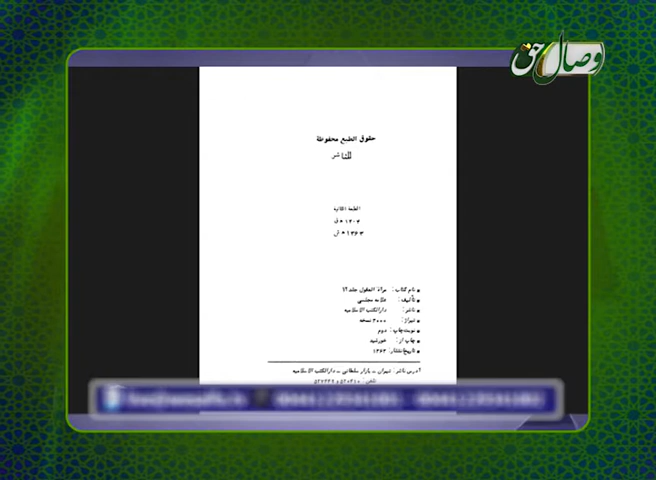 وصال حق
حقوق الطبع محفوظة
للناشر
الطبعة الثانية
۱۴۰۴ ه ق
۱۳۶۳ ه ش
نام کتاب : مرآة العقول جلد ۱۲
تألیف : علامه مجلسی
ناشر : دارالکتب الاسلامیه
تیراژ : ۳۰۰۰ نسخه
نوبت چاپ : دوم
چاپ از : خورشید
تاریخ انتشار : ۱۳۶۳
آدرس ناشر : تهران – بازار سلطانی – دارالکتب الاسلامیه
تلفن :